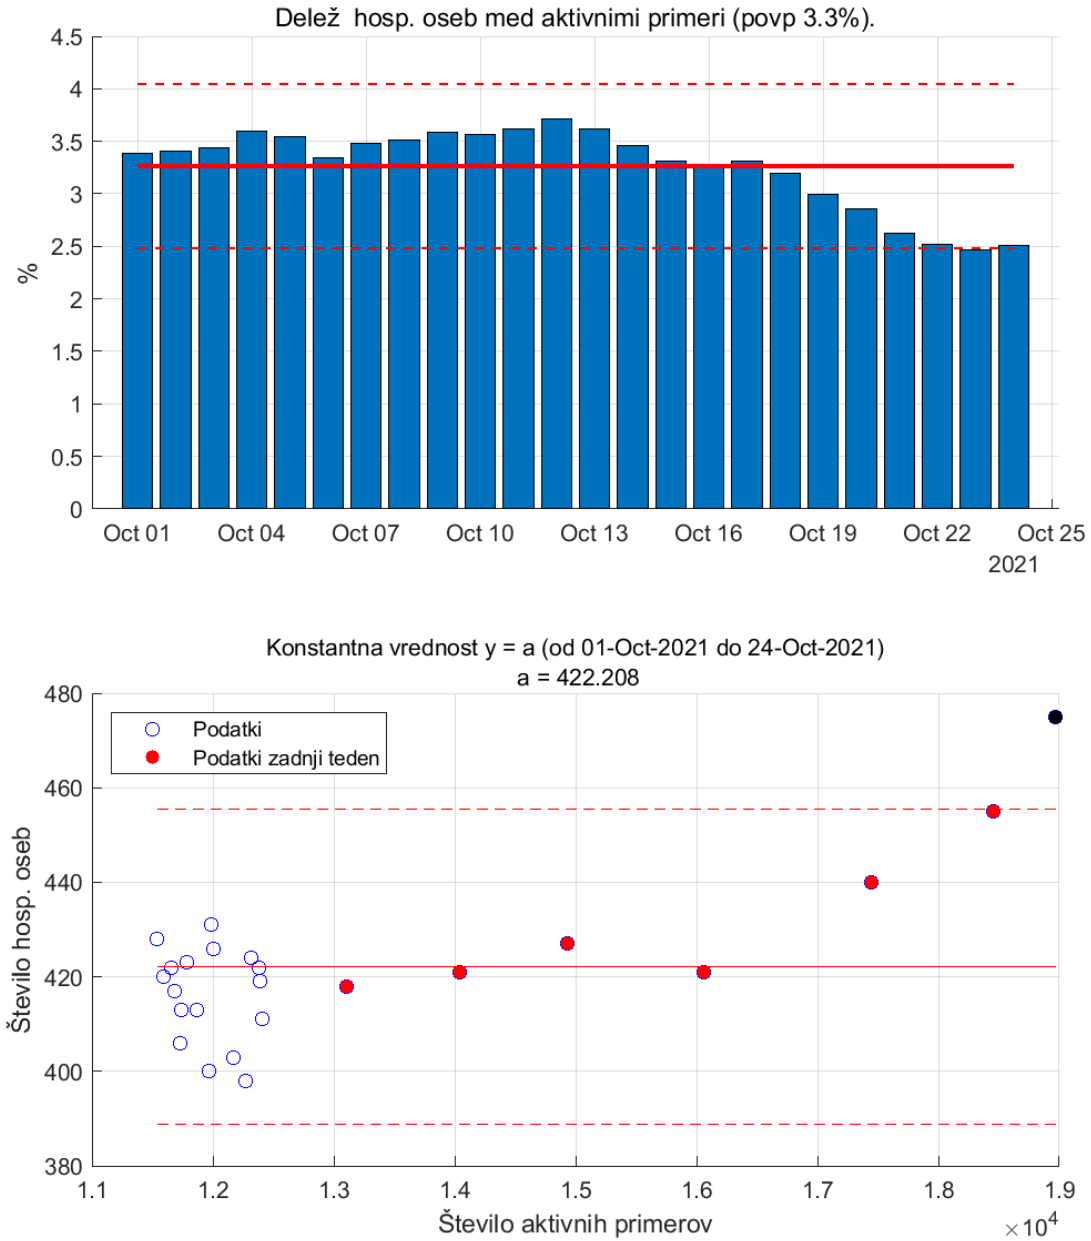 Delež hosp. oseb med aktivnimi primeri (povp 3.3%).
4.5
4
3.5
3
2.5
2
1.5
1
0.5
0
%
Oct 01 Oct 04 Oct 07 Oct 10 Oct 13 Oct 16 Oct 19 Oct 22 Oct 25
2021
Konstantna vrednost y = a (od 01-Oct-2021 do 24-Oct-2021)
a = 422.208
480
460
440
420
400
380
Število hosp. oseb
Podatki
Podatki zadnji teden
1.1 1.2 1.3 1.4 1.5 1.6 1.7 1.8 1.9
Število aktivnih primerov
×10⁴